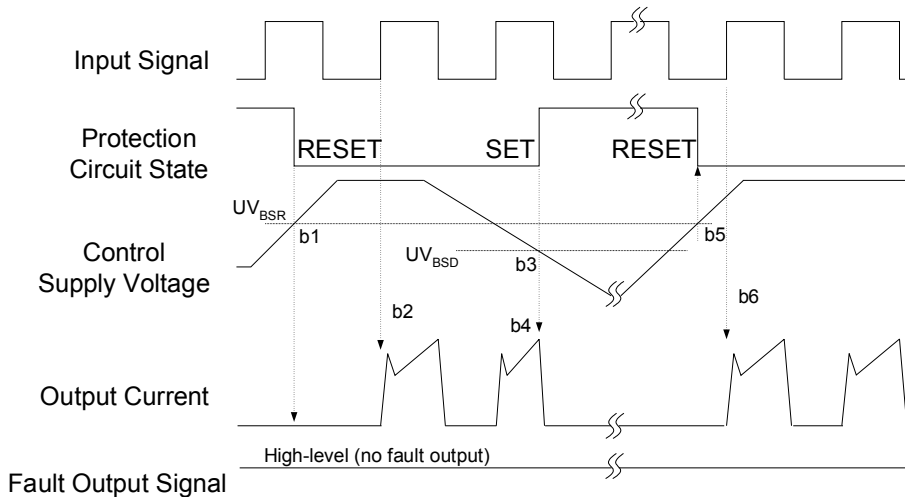 Input Signal
Protection
Circuit State
RESET
SET
RESET
UVBSR
b1
b5
Control
Supply Voltage
UVBSD
b3
b2
b4
b6
Output Current
High-level (no fault output)
Fault Output Signal